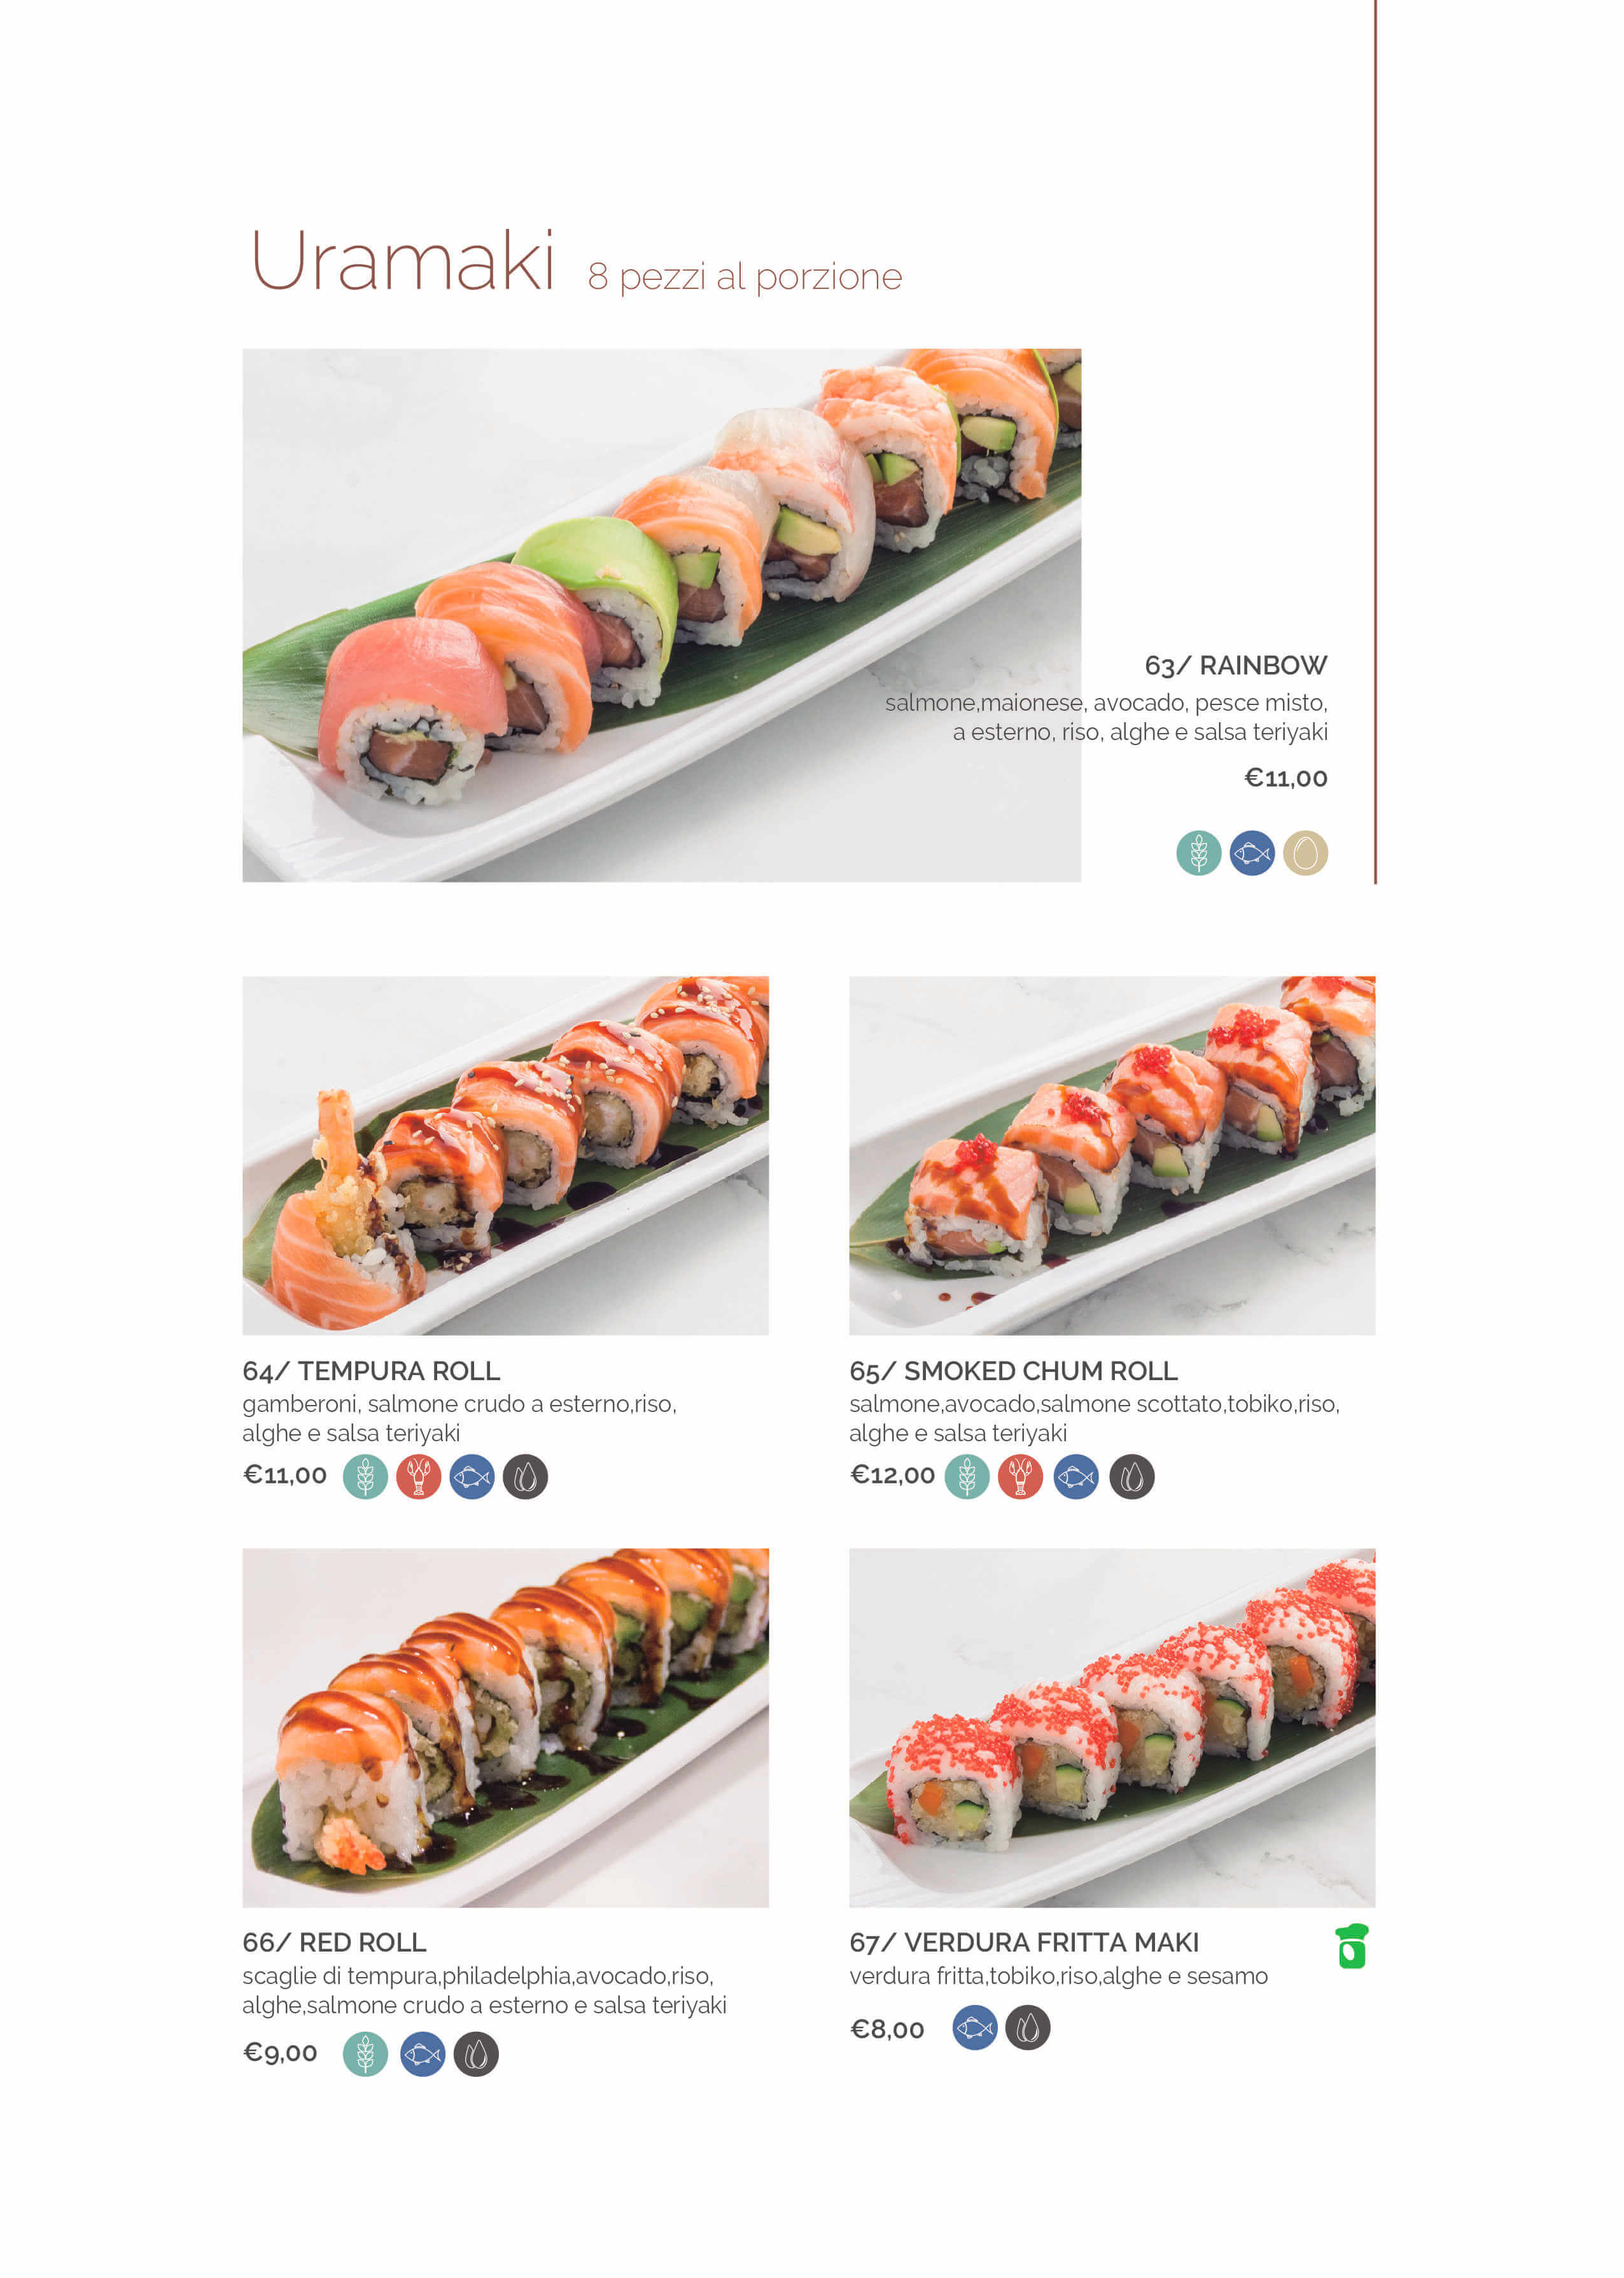 Uramaki 8 pezzi al porzione
63/ RAINBOW
salmone,maionese, avocado, pesce misto,
a esterno, riso, alghe e salsa teriyaki
€11,00
64/ TEMPURA ROLL
gamberoni, salmone crudo a esterno,riso,
alghe e salsa teriyaki
€11,00
65/ SMOKED CHUM ROLL
salmone,avocado,salmone scottato,tobiko,riso,
alghe e salsa teriyaki
€12,00
66/ RED ROLL
scaglie di tempura,philadelphia,avocado,riso,
alghe,salmone crudo a esterno e salsa teriyaki
€9,00
67/ VERDURA FRITTA MAKI
verdura fritta,tobiko,riso,alghe e sesamo
€8,00